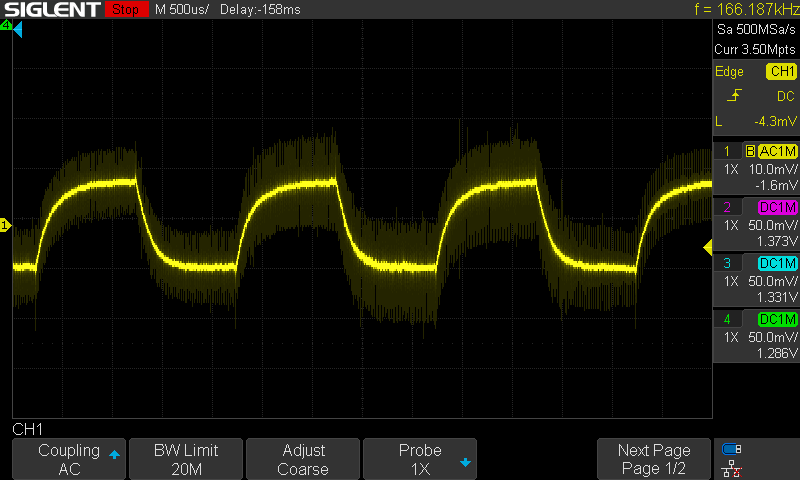 SIGLENT Stop M 500us/ Delay:-158ms f = 166.187kHz
Sa 500MSa/s
Curr 3.50Mpts
Edge CH1
DC
L -4.3mV
1 B AC1M
1X 10.0mV/
-1.6mV
2 DC1M
1X 50.0mV/
1.373V
3 DC1M
1X 50.0mV/
1.331V
4 DC1M
1X 50.0mV/
1.286V
4
1
CH1
Coupling
AC
BW Limit
20M
Adjust
Coarse
Probe
1X
Next Page
Page 1/2